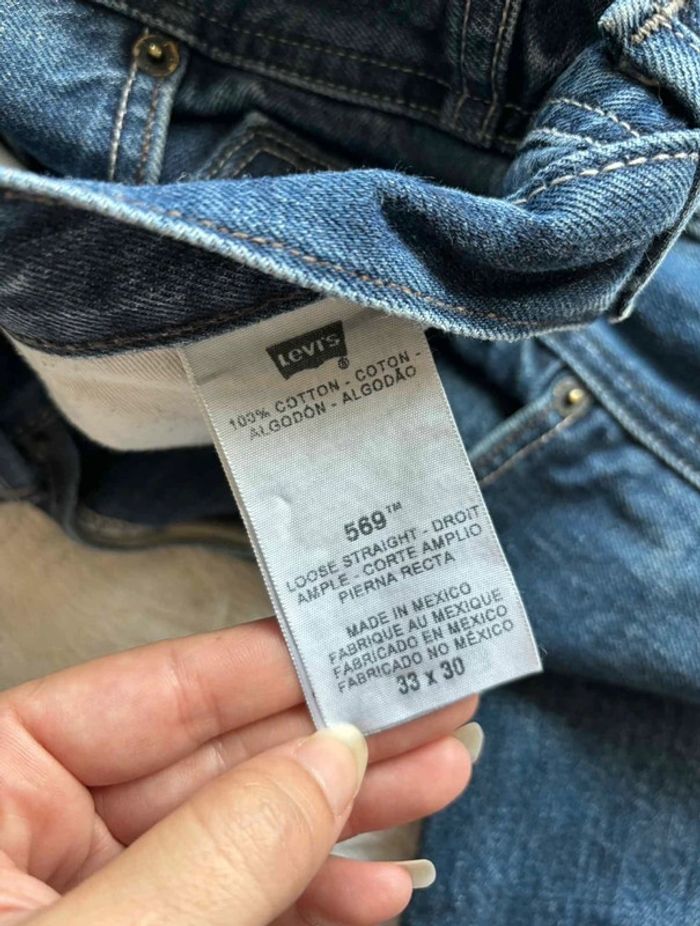 Levi's
®
100% COTTON - COTON -
ALGODÓN - ALGODÃO
569™
LOOSE STRAIGHT - DROIT
AMPLE - CORTE AMPLIO
PIERNA RECTA
MADE IN MEXICO
FABRIQUE AU MEXIQUE
FABRICADO EN MÉXICO
FABRICADO NO MÉXICO
33 x 30